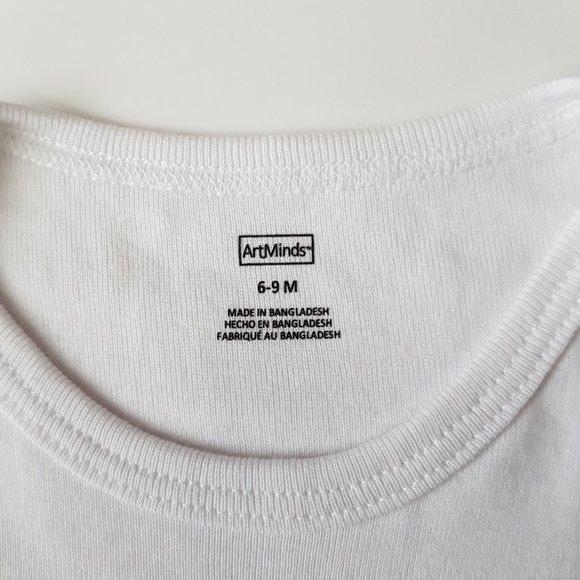 ArtMinds™
6-9 M
MADE IN BANGLADESH
HECHO EN BANGLADESH
FABRIQUÉ AU BANGLADESH